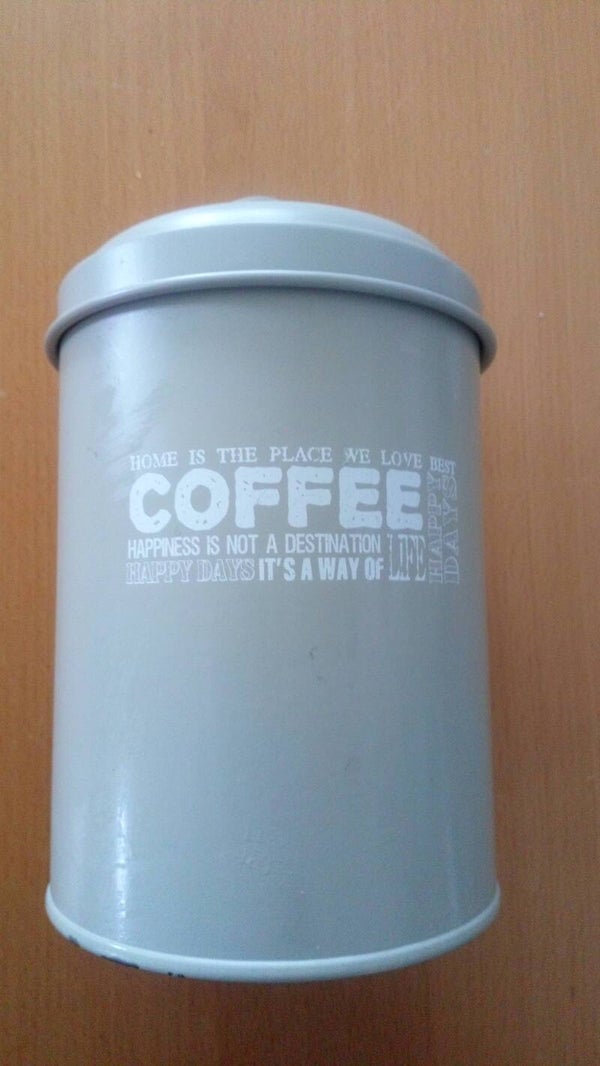 HOME IS THE PLACE WE LOVE BEST
COFFEE
HAPPINESS IS NOT A DESTINATION
HAPPY DAYS IT'S A WAY OF LIFE
HAPPY
DAYS